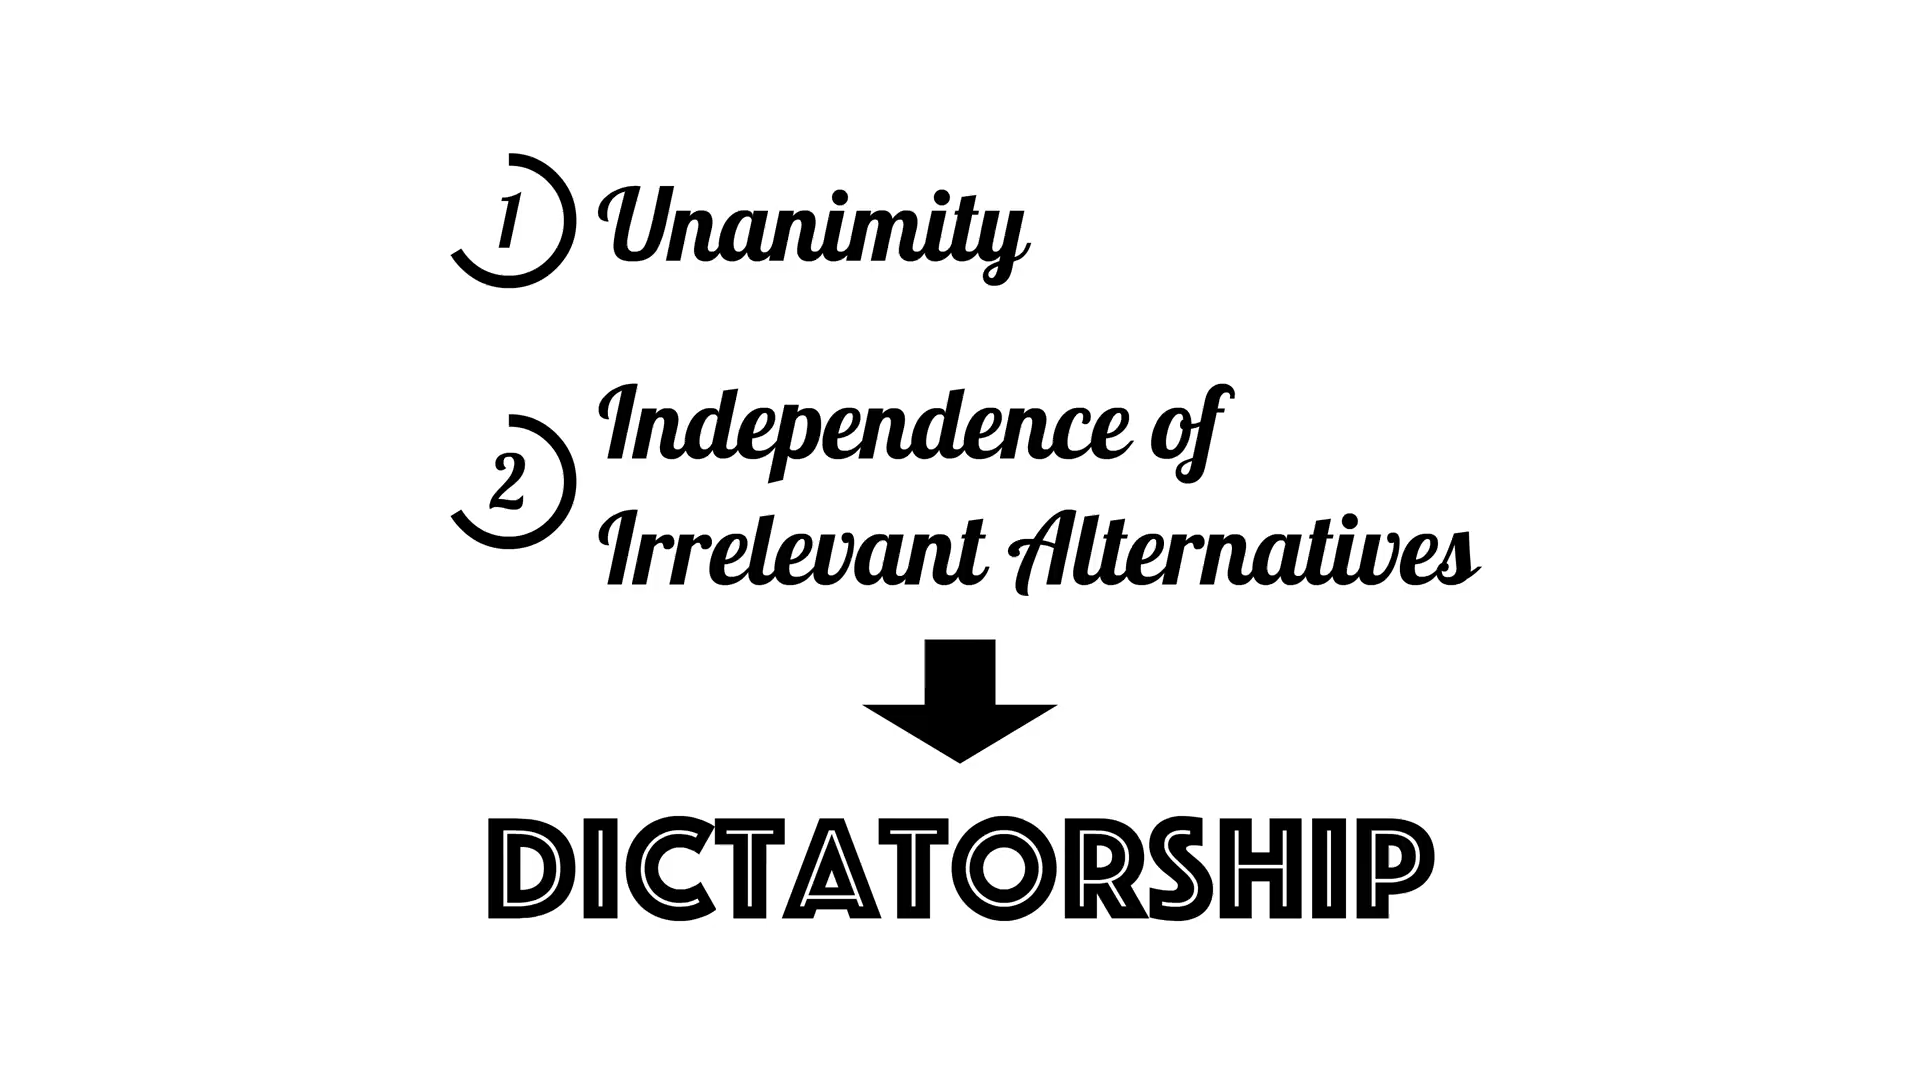 1 Unanimity
2 Independence of
Irrelevant Alternatives
DICTATORSHIP